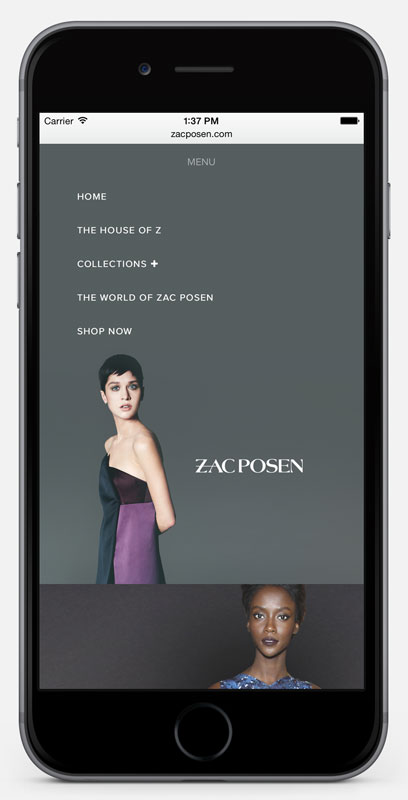 Carrier 1:37 PM
zacposen.com
MENU
HOME
THE HOUSE OF Z
COLLECTIONS +
THE WORLD OF ZAC POSEN
SHOP NOW
ZAC POSEN